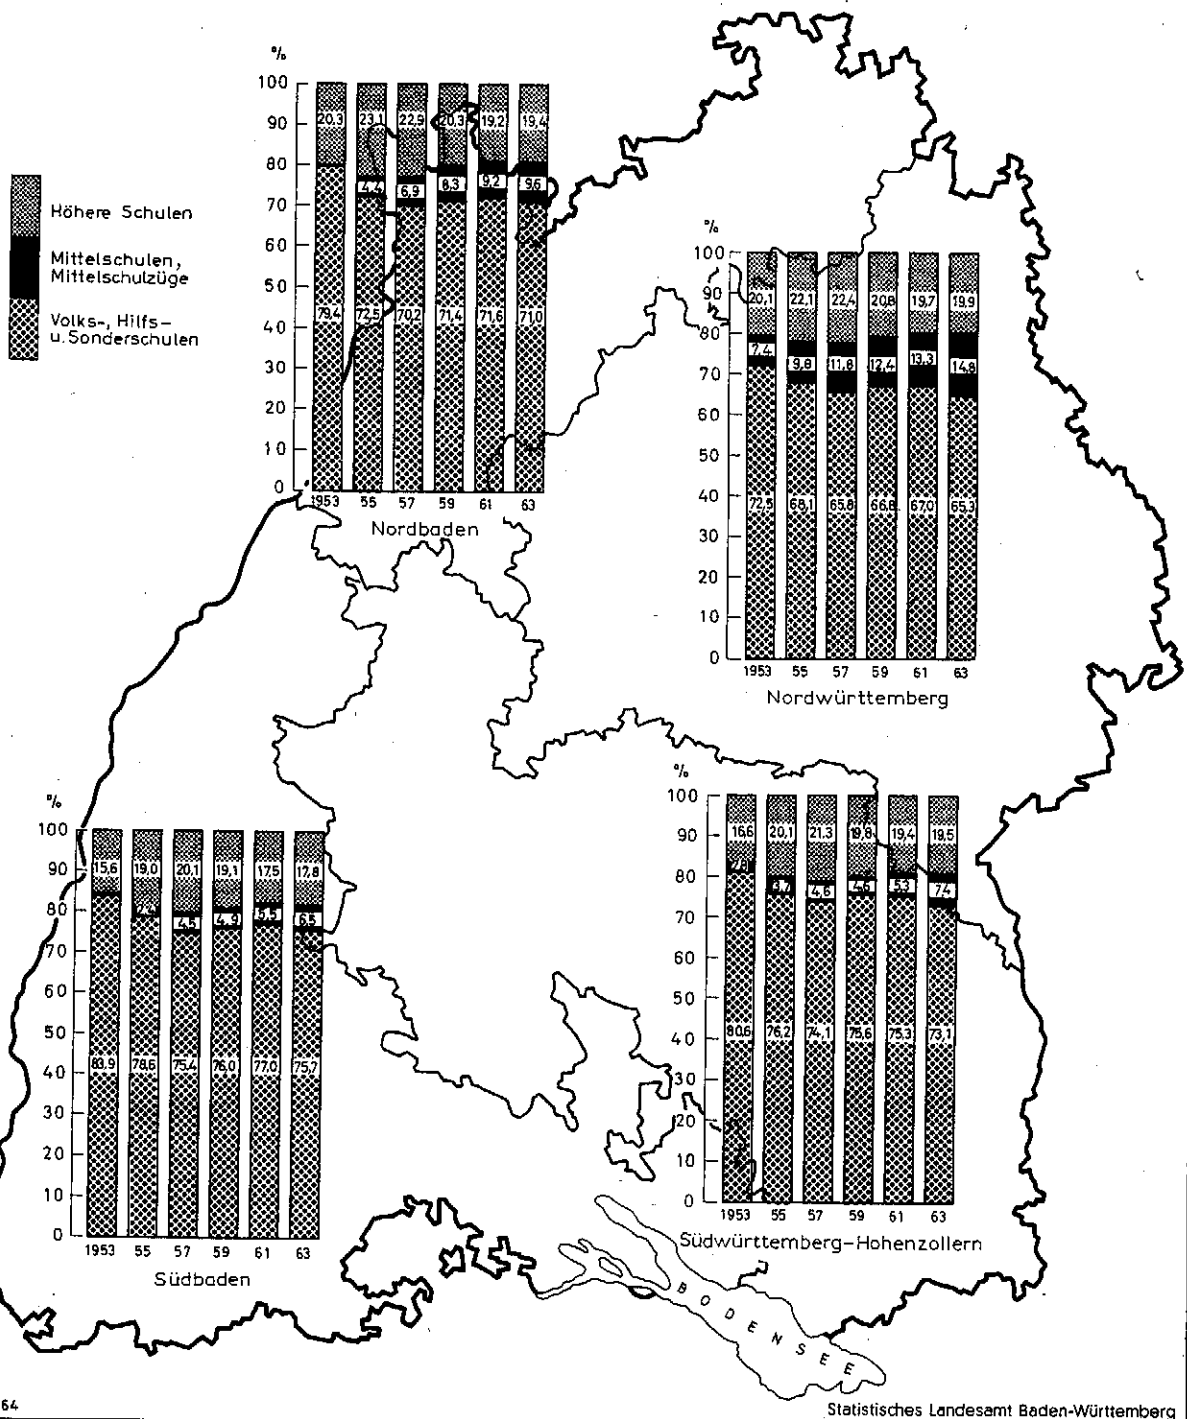 Höhere Schulen
Mittelschulen,
Mittelschulzüge
Volks-, Hilfs-
u. Sonderschulen
%
100
90
80
70
60
50
40
30
20
10
0
20,3 23,1 22,9 20,3 19,2 19,4
4,4 6,9 8,3 9,2 9,6
79,4 72,5 70,2 71,4 71,6 71,0
1953 55 57 59 61 63
Nordbaden
%
100
90
80
70
60
50
40
30
20
10
0
20,1 22,1 22,4 20,8 19,7 19,9
7,4 9,8 11,8 12,4 13,3 14,8
72,5 68,1 65,8 66,8 67,0 65,3
1953 55 57 59 61 63
Nordwürttemberg
%
100
90
80
70
60
50
40
30
20
10
0
15,6 19,0 20,1 19,1 17,5 17,8
2,4 4,5 4,9 5,5 6,5
83,9 78,6 75,4 76,0 77,0 75,7
1953 55 57 59 61 63
Südbaden
%
100
90
80
70
60
50
40
30
20
10
0
16,6 20,1 21,3 19,8 19,4 19,5
2,8 3,7 4,6 4,6 5,3 7,4
80,6 76,2 74,1 75,6 75,3 73,1
1953 55 57 59 61 63
Südwürttemberg-Hohenzollern
BODENSEE
64
Statistisches Landesamt Baden-Württemberg